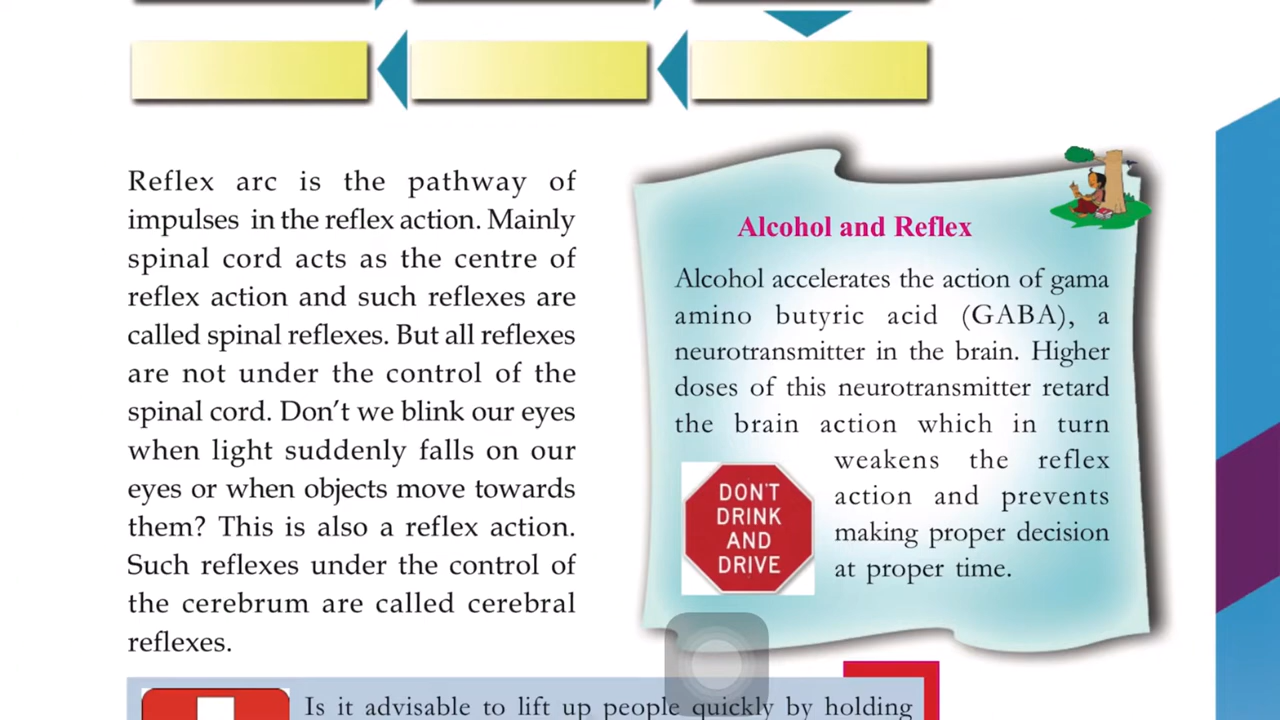 Reflex arc is the pathway of
impulses in the reflex action. Mainly
spinal cord acts as the centre of
reflex action and such reflexes are
called spinal reflexes. But all reflexes
are not under the control of the
spinal cord. Don't we blink our eyes
when light suddenly falls on our
eyes or when objects move towards
them? This is also a reflex action.
Such reflexes under the control of
the cerebrum are called cerebral
reflexes.
Alcohol and Reflex
Alcohol accelerates the action of gama
amino butyric acid (GABA), a
neurotransmitter in the brain. Higher
doses of this neurotransmitter retard
the brain action which in turn
weakens the reflex
action and prevents
making proper decision
at proper time.
DON'T
DRINK
AND
DRIVE
Is it advisable to lift up people quickly by holding